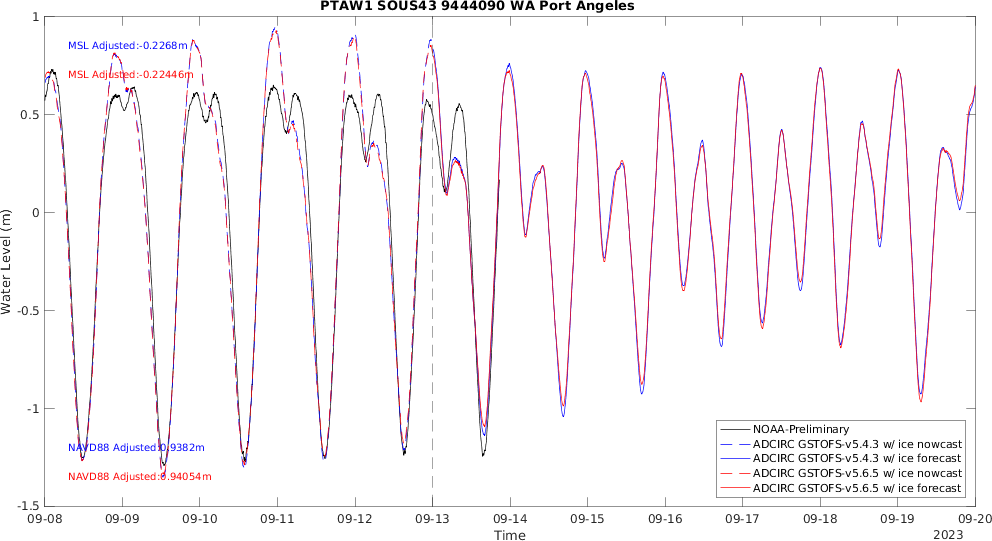 PTAW1 SOUS43 9444090 WA Port Angeles
MSL Adjusted:-0.2268m
MSL Adjusted:-0.22446m
NAVD88 Adjusted:0.9382m
NAVD88 Adjusted:0.94054m
Water Level (m)
1
0.5
0
-0.5
-1
-1.5
NOAA-Preliminary
ADCIRC GSTOFS-v5.4.3 w/ ice nowcast
ADCIRC GSTOFS-v5.4.3 w/ ice forecast
ADCIRC GSTOFS-v5.6.5 w/ ice nowcast
ADCIRC GSTOFS-v5.6.5 w/ ice forecast
09-08 09-09 09-10 09-11 09-12 09-13 09-14 09-15 09-16 09-17 09-18 09-19 09-20
Time
2023